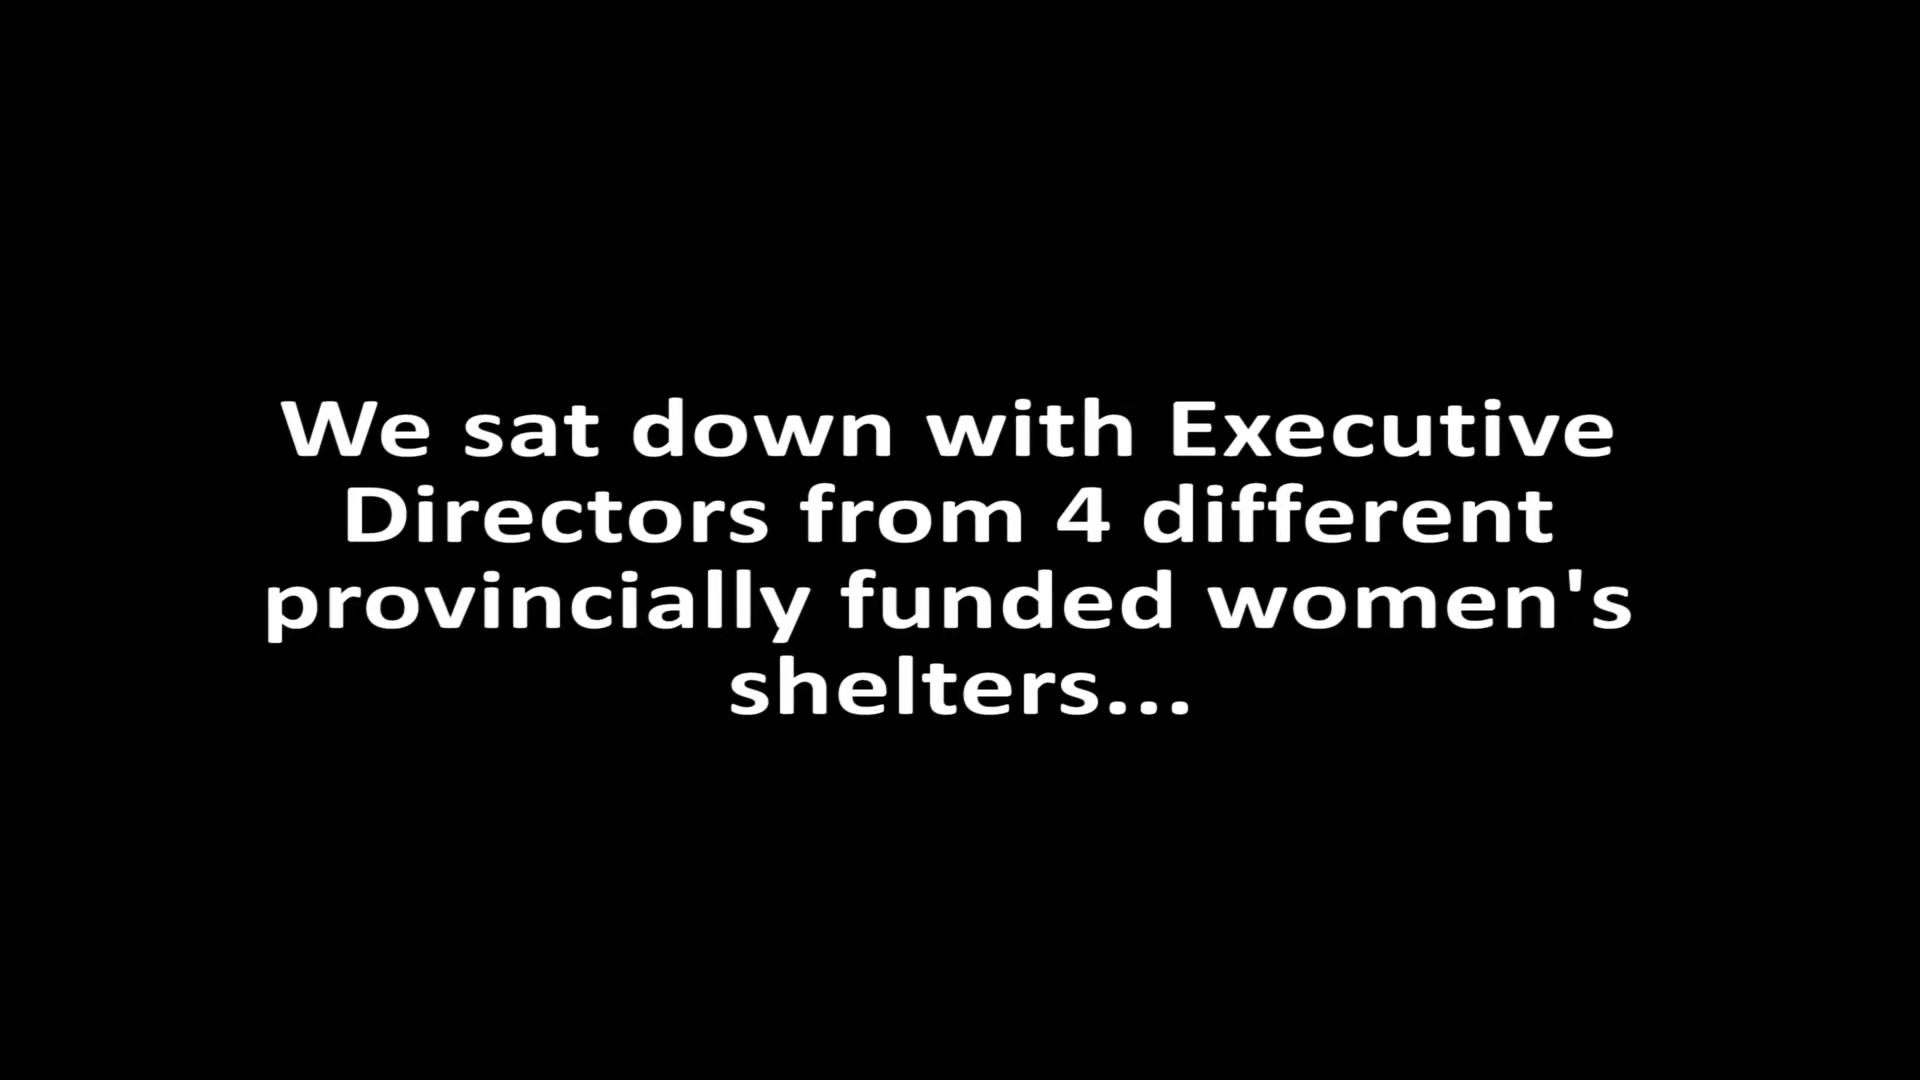 We sat down with Executive
Directors from 4 different
provincially funded women's
shelters...